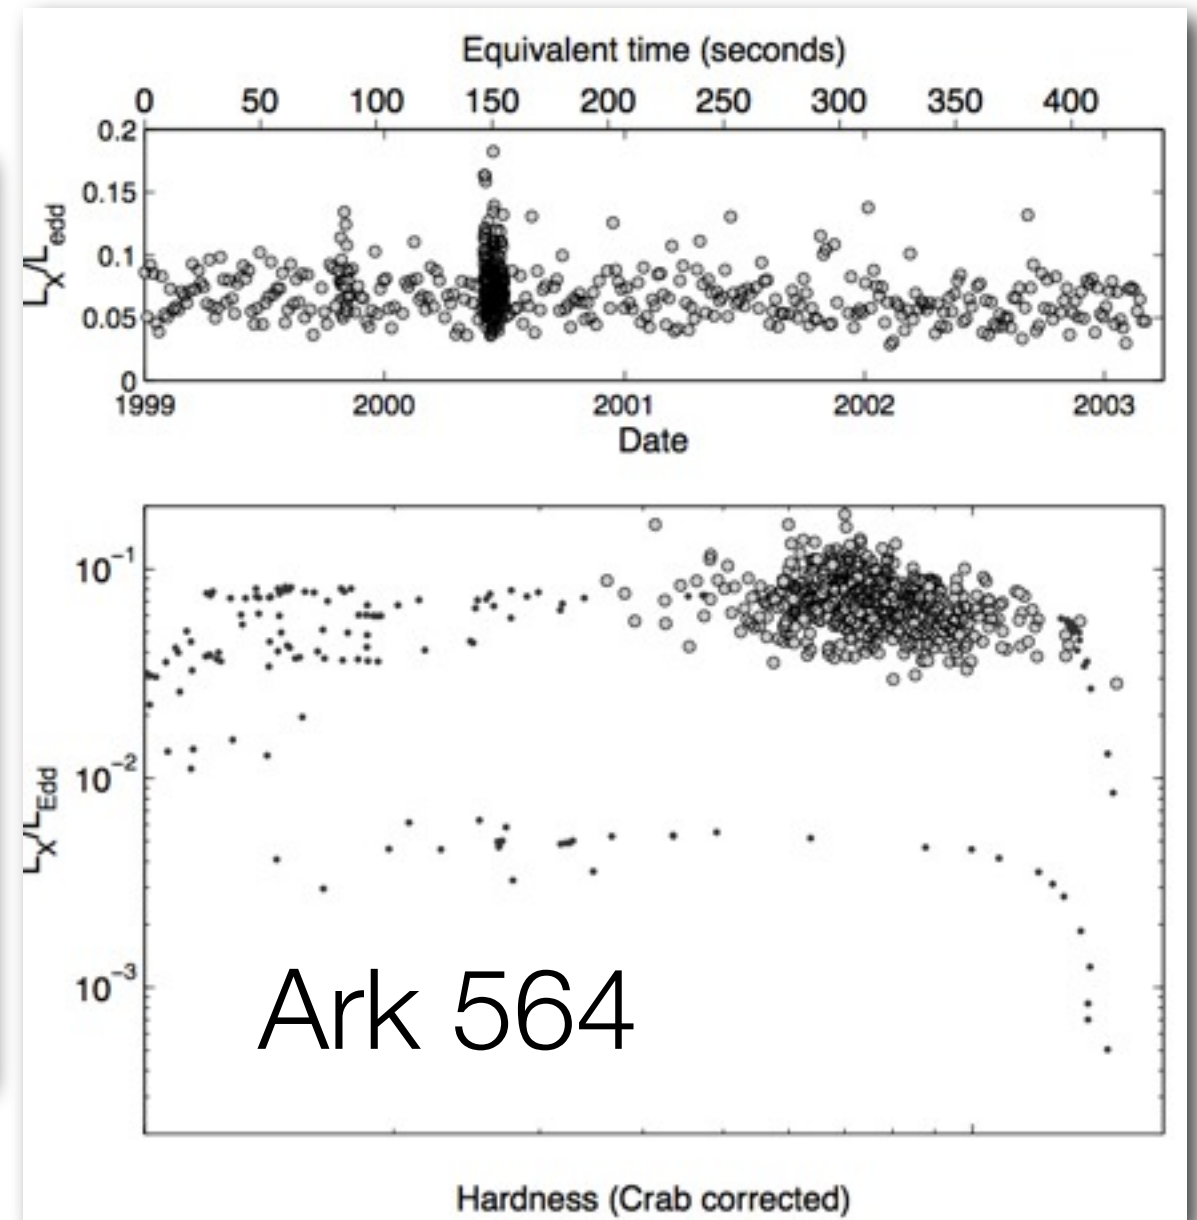 Equivalent time (seconds)
0 50 100 150 200 250 300 350 400
0.2
0.15
0.1
0.05
0
L_X/L_edd
1999 2000 2001 2002 2003
Date
10^-1
10^-2
10^-3
L_X/L_Edd
Ark 564
Hardness (Crab corrected)